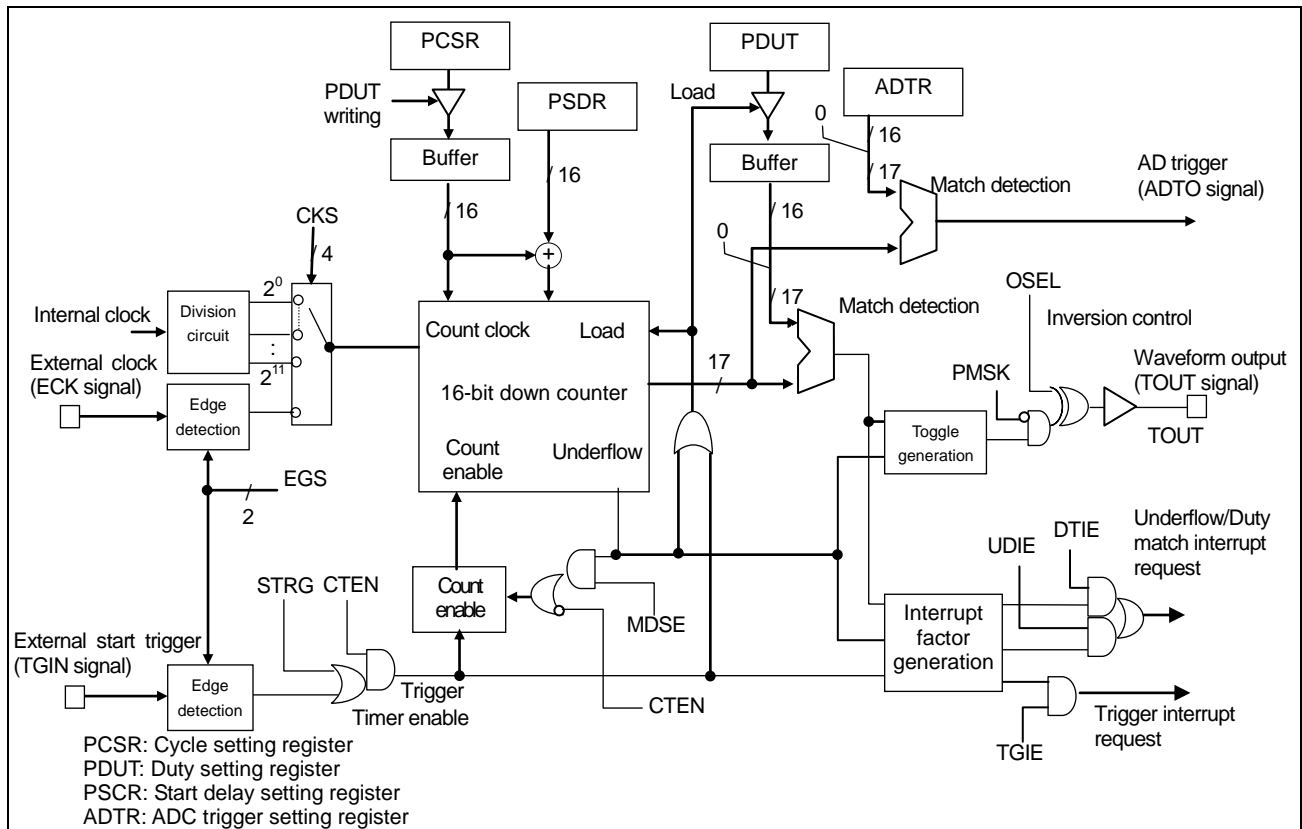 PCSR
PDUT
ADTR
PDUT
writing
PSDR
Load
0
16
17
Buffer
Buffer
16
16
16
Match detection
AD trigger
(ADTO signal)
CKS
4
0
17
+
OSEL
Match detection
Inversion control
Internal clock
Division
circuit
2⁰
:
2¹¹
Count clock
Load
External clock
(ECK signal)
Edge
detection
16-bit down counter
17
PMSK
Waveform output
(TOUT signal)
TOUT
Toggle
generation
Count
enable
Underflow
EGS
2
DTIE
UDIE
Underflow/Duty
match interrupt
request
STRG
CTEN
Count
enable
MDSE
Interrupt
factor
generation
External start trigger
(TGIN signal)
Edge
detection
Trigger
Timer enable
CTEN
TGIE
Trigger interrupt
request
PCSR: Cycle setting register
PDUT: Duty setting register
PSCR: Start delay setting register
ADTR: ADC trigger setting register